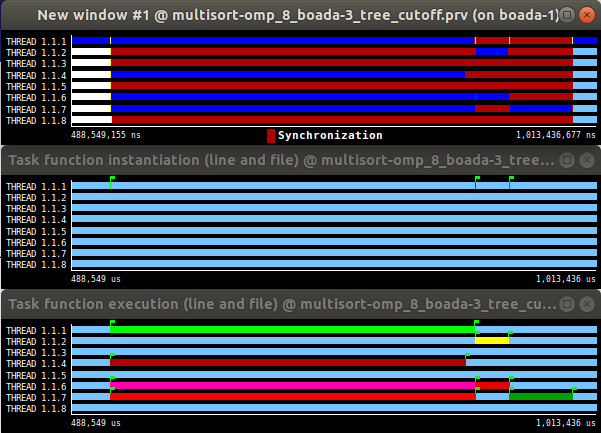 New window #1 @ multisort-omp_8_boada-3_tree_cutoff.prv (on boada-1)
THREAD 1.1.1
THREAD 1.1.2
THREAD 1.1.3
THREAD 1.1.4
THREAD 1.1.5
THREAD 1.1.6
THREAD 1.1.7
THREAD 1.1.8
488,549,155 ns Synchronization 1,013,436,677 ns
Task function instantiation (line and file) @ multisort-omp_8_boada-3_tree...
THREAD 1.1.1
THREAD 1.1.2
THREAD 1.1.3
THREAD 1.1.4
THREAD 1.1.5
THREAD 1.1.6
THREAD 1.1.7
THREAD 1.1.8
488,549 us 1,013,436 us
Task function execution (line and file) @ multisort-omp_8_boada-3_tree_cu...
THREAD 1.1.1
THREAD 1.1.2
THREAD 1.1.3
THREAD 1.1.4
THREAD 1.1.5
THREAD 1.1.6
THREAD 1.1.7
THREAD 1.1.8
488,549 us 1,013,436 us